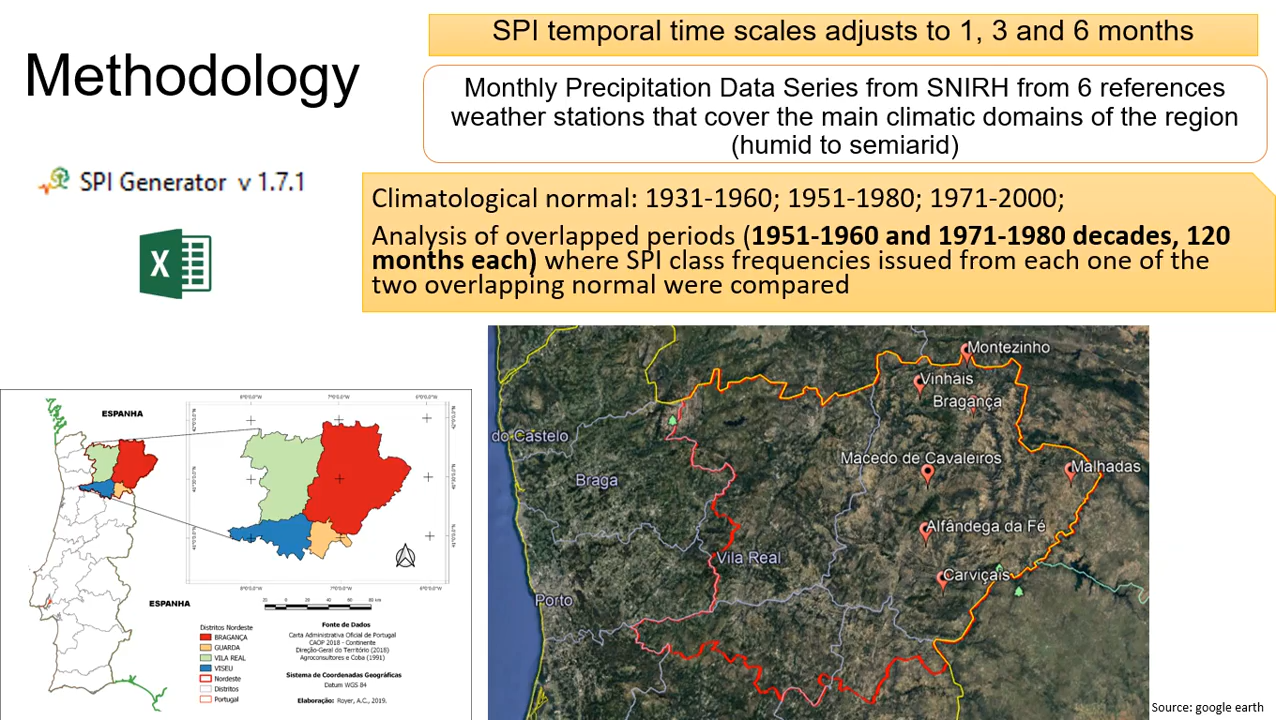 Methodology
SPI temporal time scales adjusts to 1, 3 and 6 months
Monthly Precipitation Data Series from SNIRH from 6 references
weather stations that cover the main climatic domains of the region
(humid to semiarid)
SPI Generator v 1.7.1
X
Climatological normal: 1931-1960; 1951-1980; 1971-2000;
Analysis of overlapped periods (1951-1960 and 1971-1980 decades, 120
months each) where SPI class frequencies issued from each one of the
two overlapping normal were compared
ESPANHA
ESPANHA
Distritos Nordeste
BRAGANÇA
GUARDA
VILA REAL
VISEU
Nordeste
Distritos
Portugal
Fonte de Dados
Carta Administrativa Oficial de Portugal
CAOP 2018 - Continente
Direção-Geral do Território (2018)
Agroconsultores e Coba (1991)
Sistema de Coordenadas Geográficas
Datum WGS 84
Elaboração: Royer, A.C., 2019.
Montezinho
Vinhais
Bragança
do Castelo
Macedo de Cavaleiros
Malhadas
Braga
Alfândega da Fé
Vila Real
Carviçais
Porto
Source: google earth